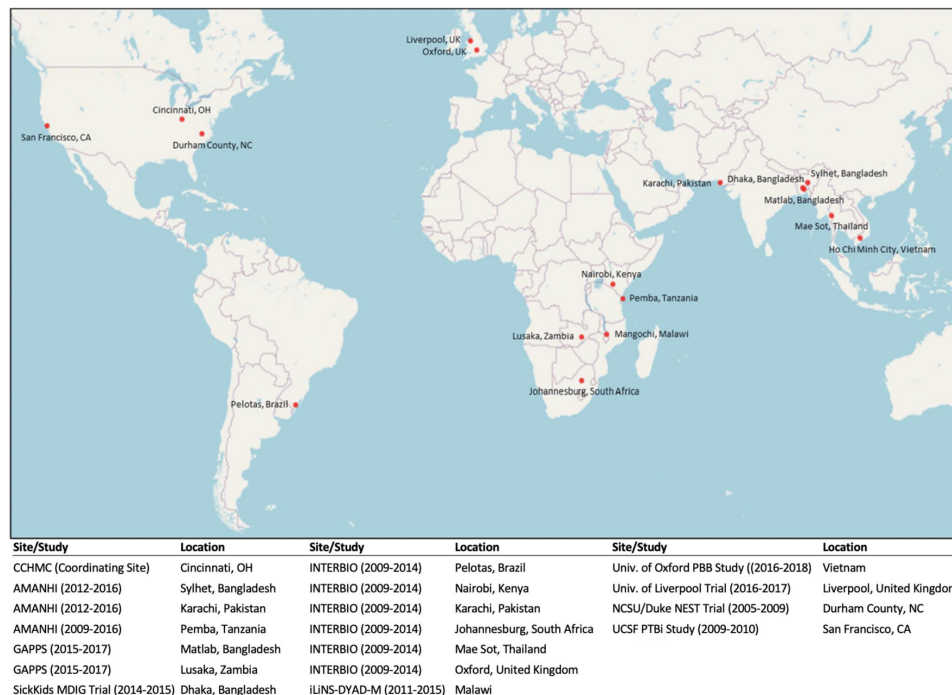 Liverpool, UK
Oxford, UK
Cincinnati, OH
San Francisco, CA
Durham County, NC
Karachi, Pakistan
Dhaka, Bangladesh
Sylhet, Bangladesh
Matlab, Bangladesh
Mae Sot, Thailand
Ho Chi Minh City, Vietnam
Nairobi, Kenya
Pemba, Tanzania
Lusaka, Zambia
Mangochi, Malawi
Johannesburg, South Africa
Pelotas, Brazil
Site/Study Location Site/Study Location Site/Study Location
CCHMC (Coordinating Site) Cincinnati, OH INTERBIO (2009-2014) Pelotas, Brazil Univ. of Oxford PBB Study ((2016-2018) Vietnam
AMANHI (2012-2016) Sylhet, Bangladesh INTERBIO (2009-2014) Nairobi, Kenya Univ. of Liverpool Trial (2016-2017) Liverpool, United Kingdom
AMANHI (2012-2016) Karachi, Pakistan INTERBIO (2009-2014) Karachi, Pakistan NCSU/Duke NEST Trial (2005-2009) Durham County, NC
AMANHI (2009-2016) Pemba, Tanzania INTERBIO (2009-2014) Johannesburg, South Africa UCSF PTBi Study (2009-2010) San Francisco, CA
GAPPS (2015-2017) Matlab, Bangladesh INTERBIO (2009-2014) Mae Sot, Thailand
GAPPS (2015-2017) Lusaka, Zambia INTERBIO (2009-2014) Oxford, United Kingdom
SickKids MDIG Trial (2014-2015) Dhaka, Bangladesh iLiNS-DYAD-M (2011-2015) Malawi